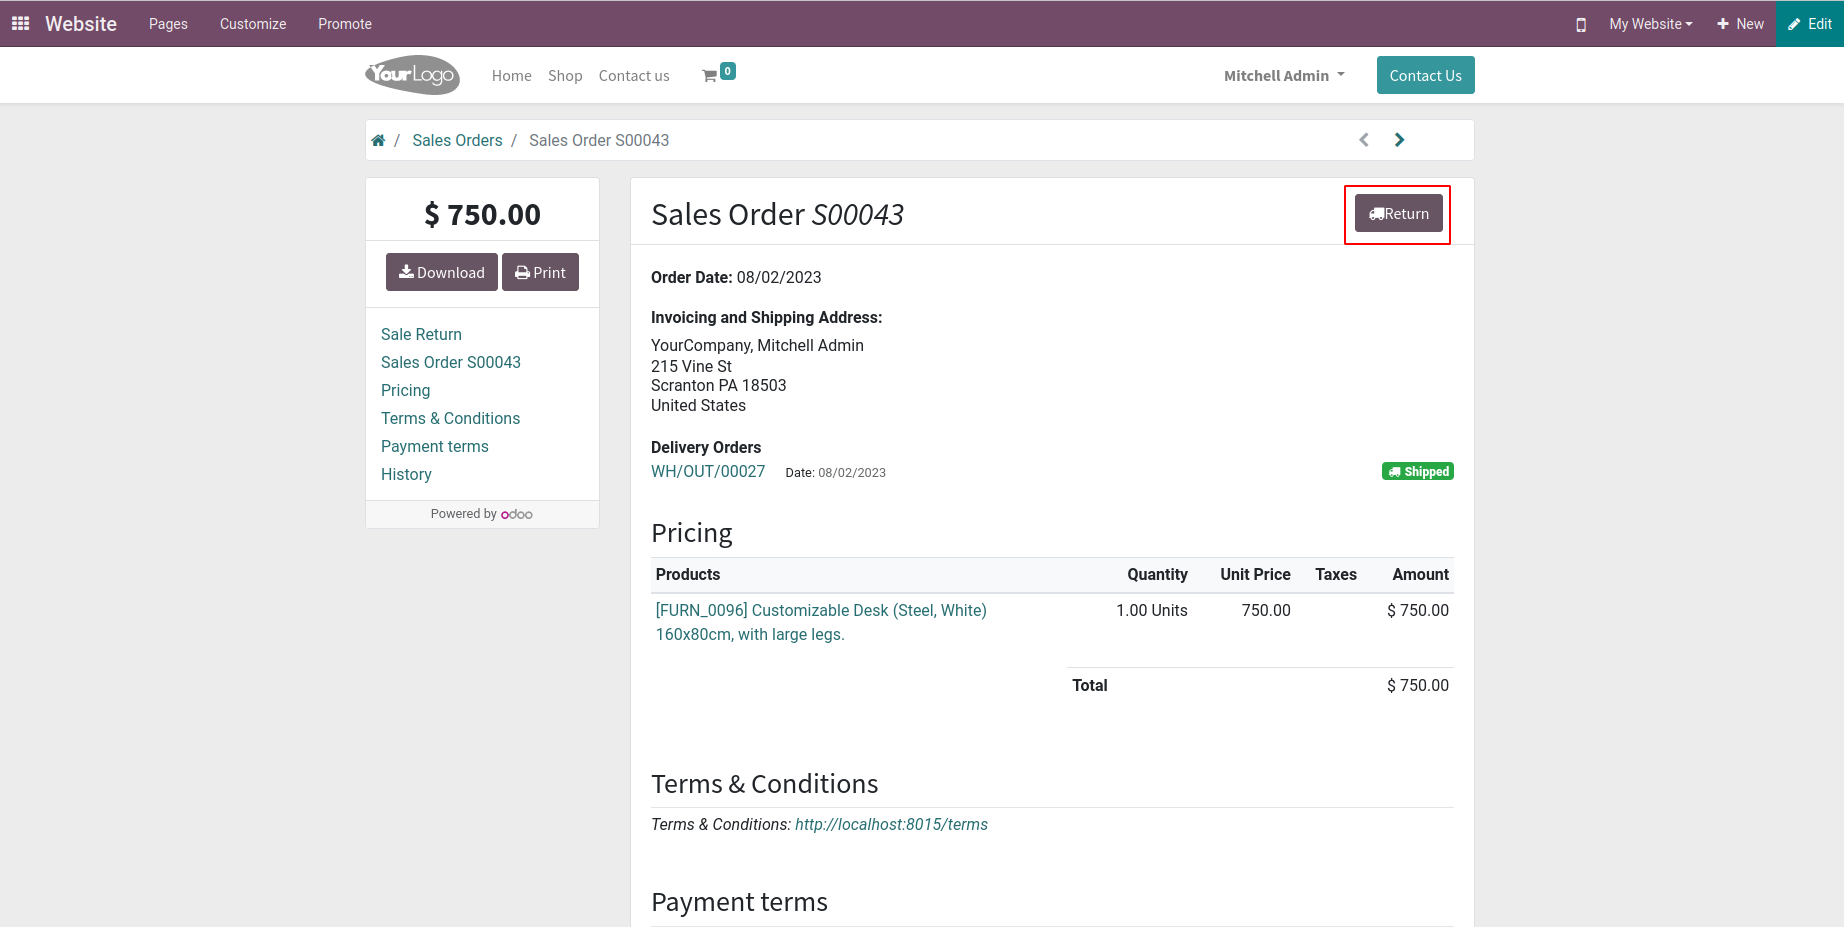 Website Pages Customize Promote My Website New Edit
YourLogo Home Shop Contact us 0 Mitchell Admin Contact Us
/ Sales Orders / Sales Order S00043
$ 750.00
Download Print
Sale Return
Sales Order S00043
Pricing
Terms & Conditions
Payment terms
History
Powered by odoo
Sales Order S00043 Return
Order Date: 08/02/2023
Invoicing and Shipping Address:
YourCompany, Mitchell Admin
215 Vine St
Scranton PA 18503
United States
Delivery Orders
WH/OUT/00027 Date: 08/02/2023 Shipped
Pricing
Products Quantity Unit Price Taxes Amount
[FURN_0096] Customizable Desk (Steel, White) 1.00 Units 750.00 $ 750.00
160x80cm, with large legs.
Total $ 750.00
Terms & Conditions
Terms & Conditions: http://localhost:8015/terms
Payment terms